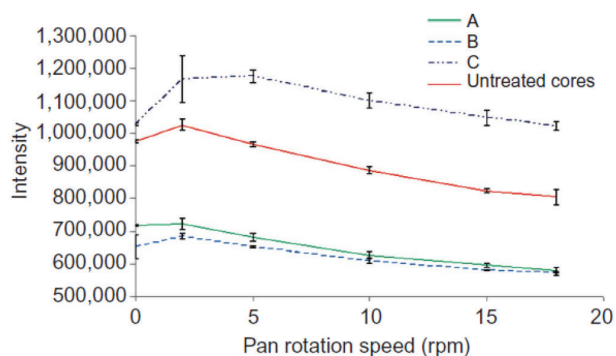 1,300,000
1,200,000
1,100,000
1,000,000
900,000
800,000
700,000
600,000
500,000
Intensity
0
5
10
15
20
Pan rotation speed (rpm)
A
B
C
Untreated cores